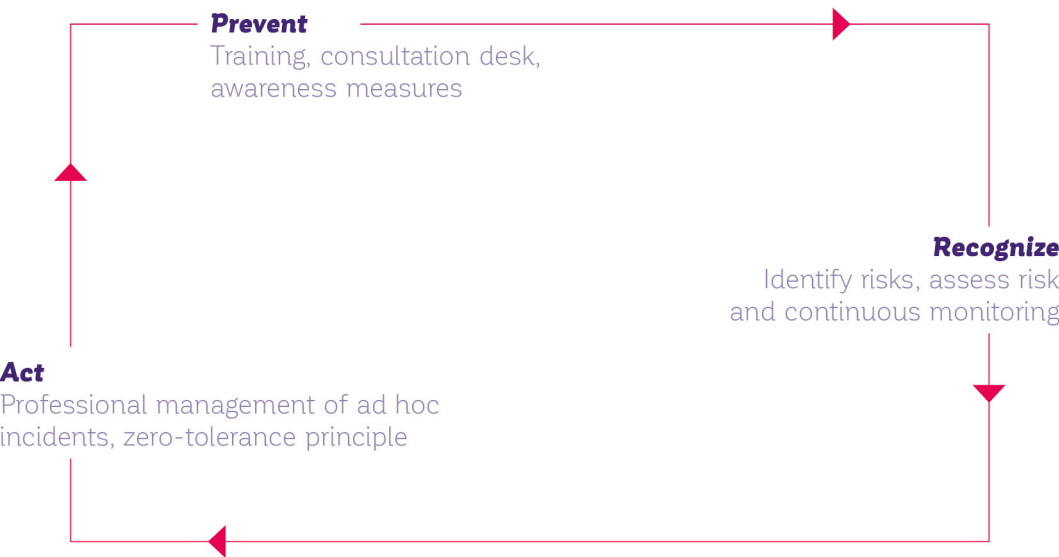 Prevent
Training, consultation desk,
awareness measures
Recognize
Identify risks, assess risk
and continuous monitoring
Act
Professional management of ad hoc
incidents, zero-tolerance principle